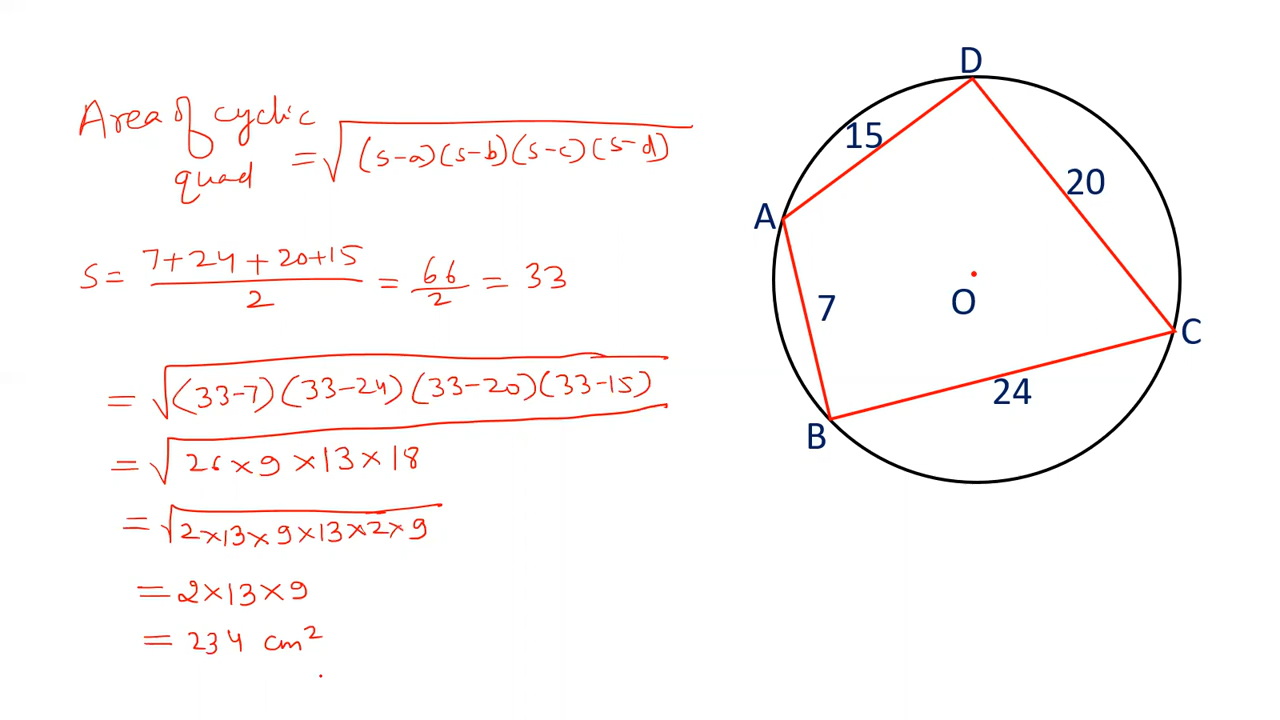 Area of cyclic quad = √(s-a)(s-b)(s-c)(s-d)
S = 7+24+20+15/2 = 66/2 = 33
= √(33-7)(33-24)(33-20)(33-15)
= √26×9×13×18
= √2×13×9×13×2×9
= 2×13×9
= 234 cm²
D
15
20
A
7
O
C
24
B